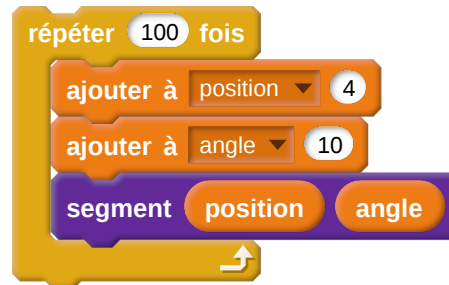 répéter 100 fois
ajouter à position 4
ajouter à angle 10
segment position angle